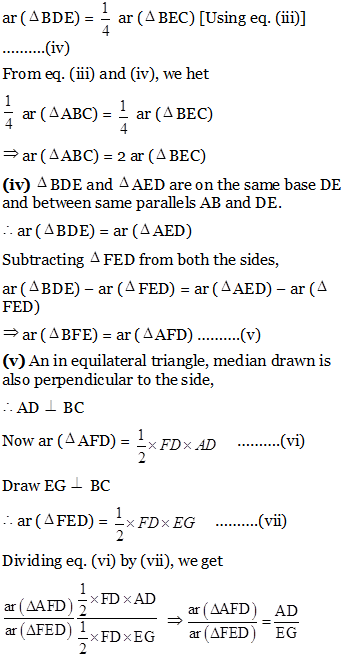 ar (ΔBDE) = 1/4 ar (ΔBEC) [Using eq. (iii)]
..........(iv)
From eq. (iii) and (iv), we het
1/4 ar (ΔABC) = 1/4 ar (ΔBEC)
⇒ ar (ΔABC) = 2 ar (ΔBEC)
(iv) ΔBDE and ΔAED are on the same base DE
and between same parallels AB and DE.
∴ ar (ΔBDE) = ar (ΔAED)
Subtracting ΔFED from both the sides,
ar (ΔBDE) – ar (ΔFED) = ar (ΔAED) – ar (Δ
FED)
⇒ ar (ΔBFE) = ar (ΔAFD) ..........(v)
(v) An in equilateral triangle, median drawn is
also perpendicular to the side,
∴ AD ⊥ BC
Now ar (ΔAFD) = 1/2 × FD × AD ..........(vi)
Draw EG ⊥ BC
∴ ar (ΔFED) = 1/2 × FD × EG ..........(vii)
Dividing eq. (vi) by (vii), we get
ar(ΔAFD)/ar(ΔFED) (1/2 × FD × AD)/(1/2 × FD × EG) ⇒ ar(ΔAFD)/ar(ΔFED) = AD/EG